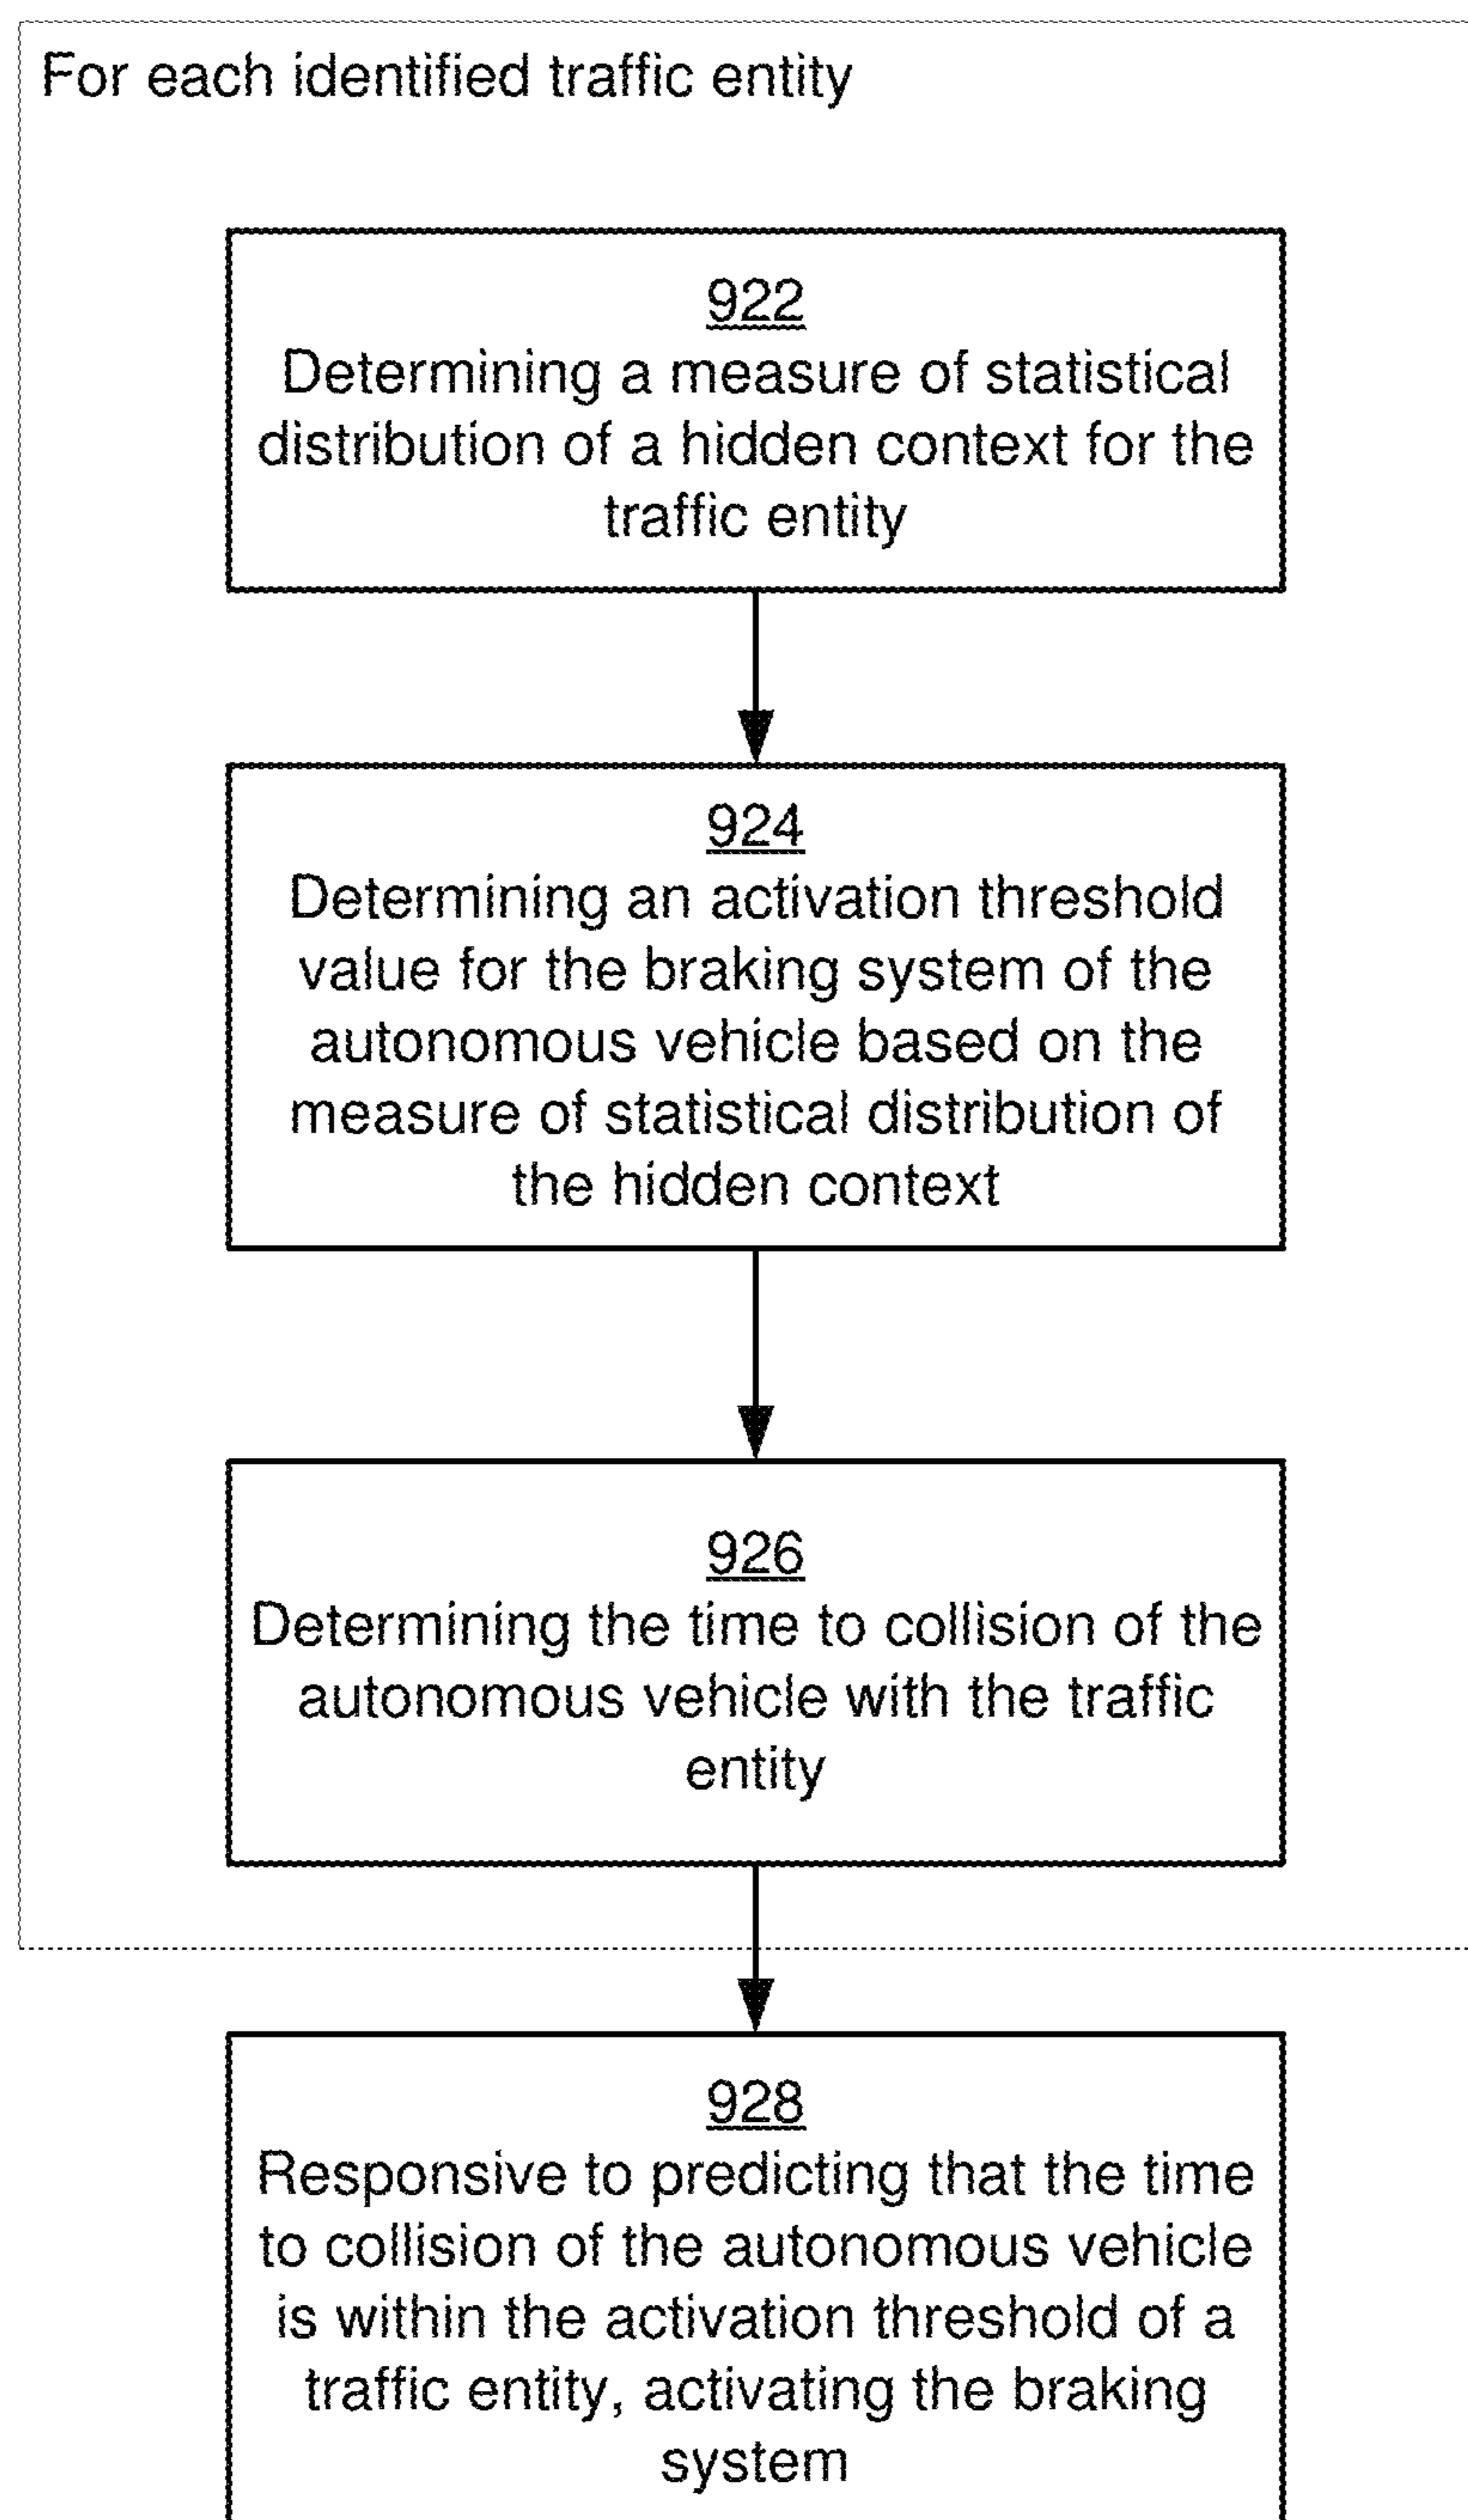 For each identified traffic entity
922
Determining a measure of statistical
distribution of a hidden context for the
traffic entity
924
Determining an activation threshold
value for the braking system of the
autonomous vehicle based on the
measure of statistical distribution of
the hidden context
926
Determining the time to collision of the
autonomous vehicle with the traffic
entity
928
Responsive to predicting that the time
to collision of the autonomous vehicle
is within the activation threshold of a
traffic entity, activating the braking
system